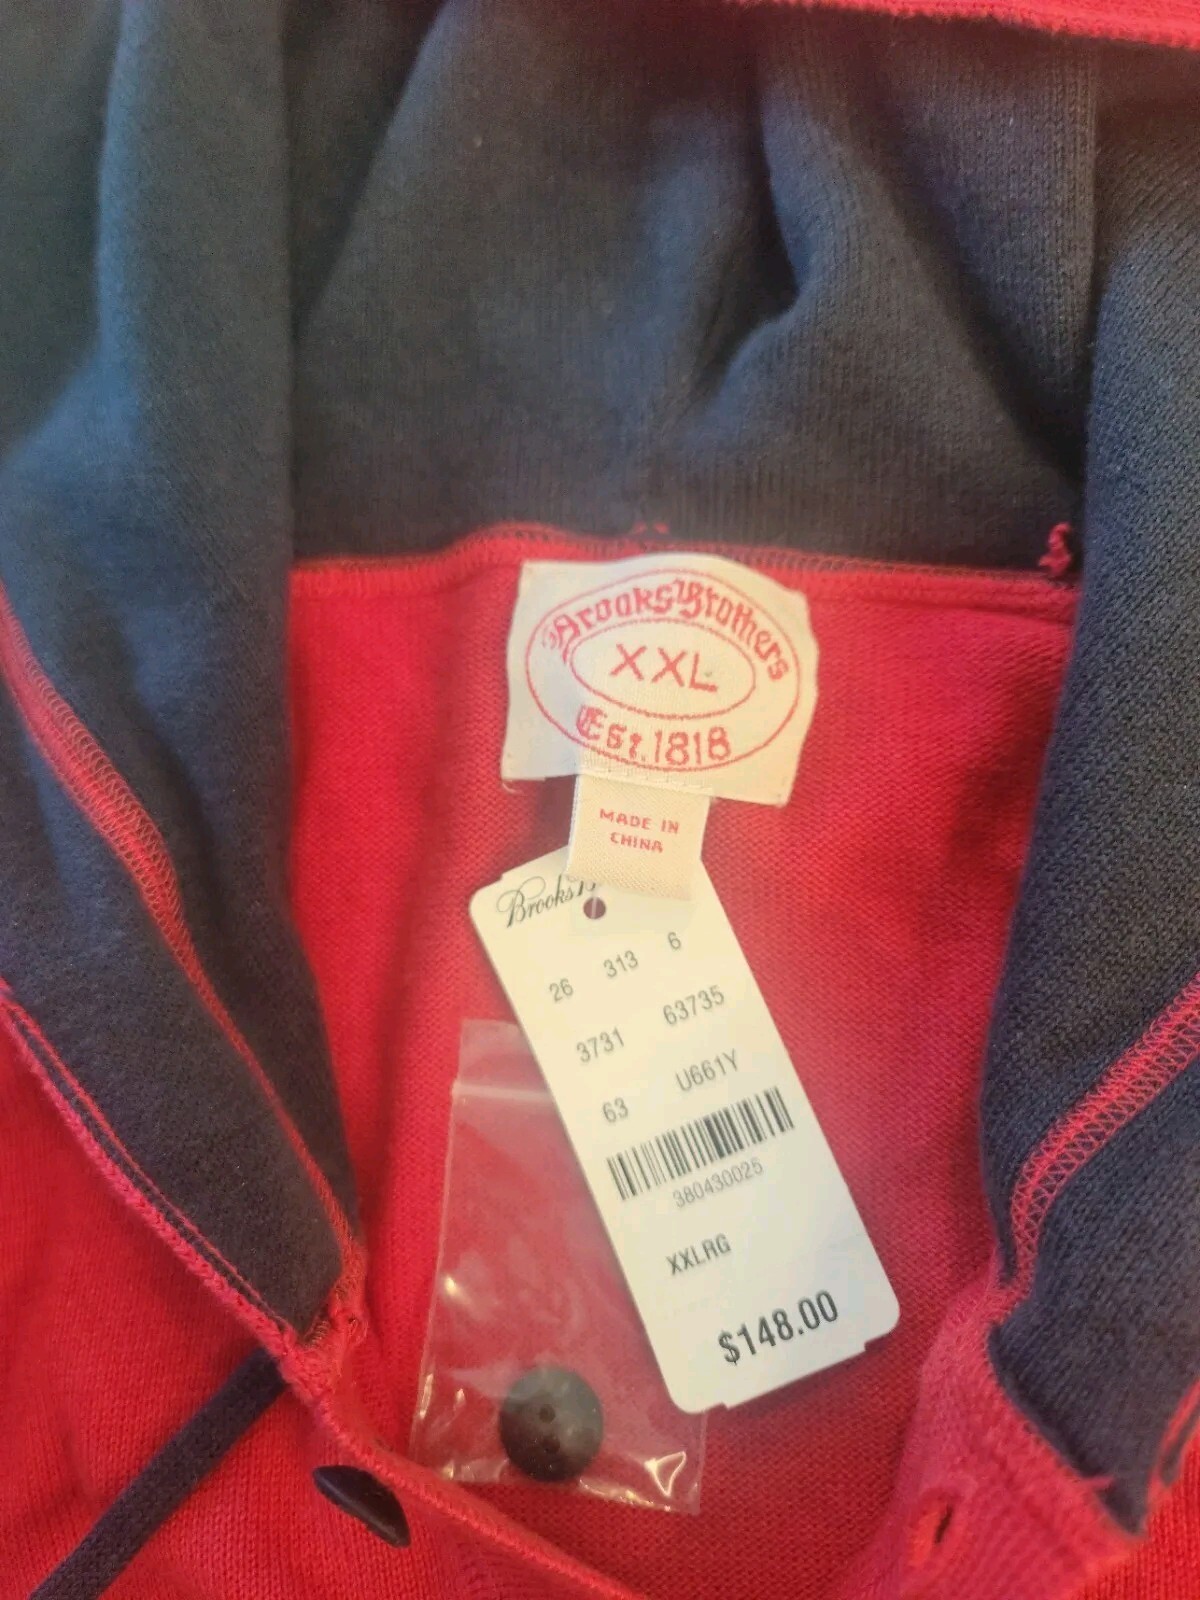 Brooks Brothers
XXL
Est. 1818
MADE IN
CHINA
Brooks
26 313 6
3731 63735
63 U661Y
380430025
XXLRG
$148.00